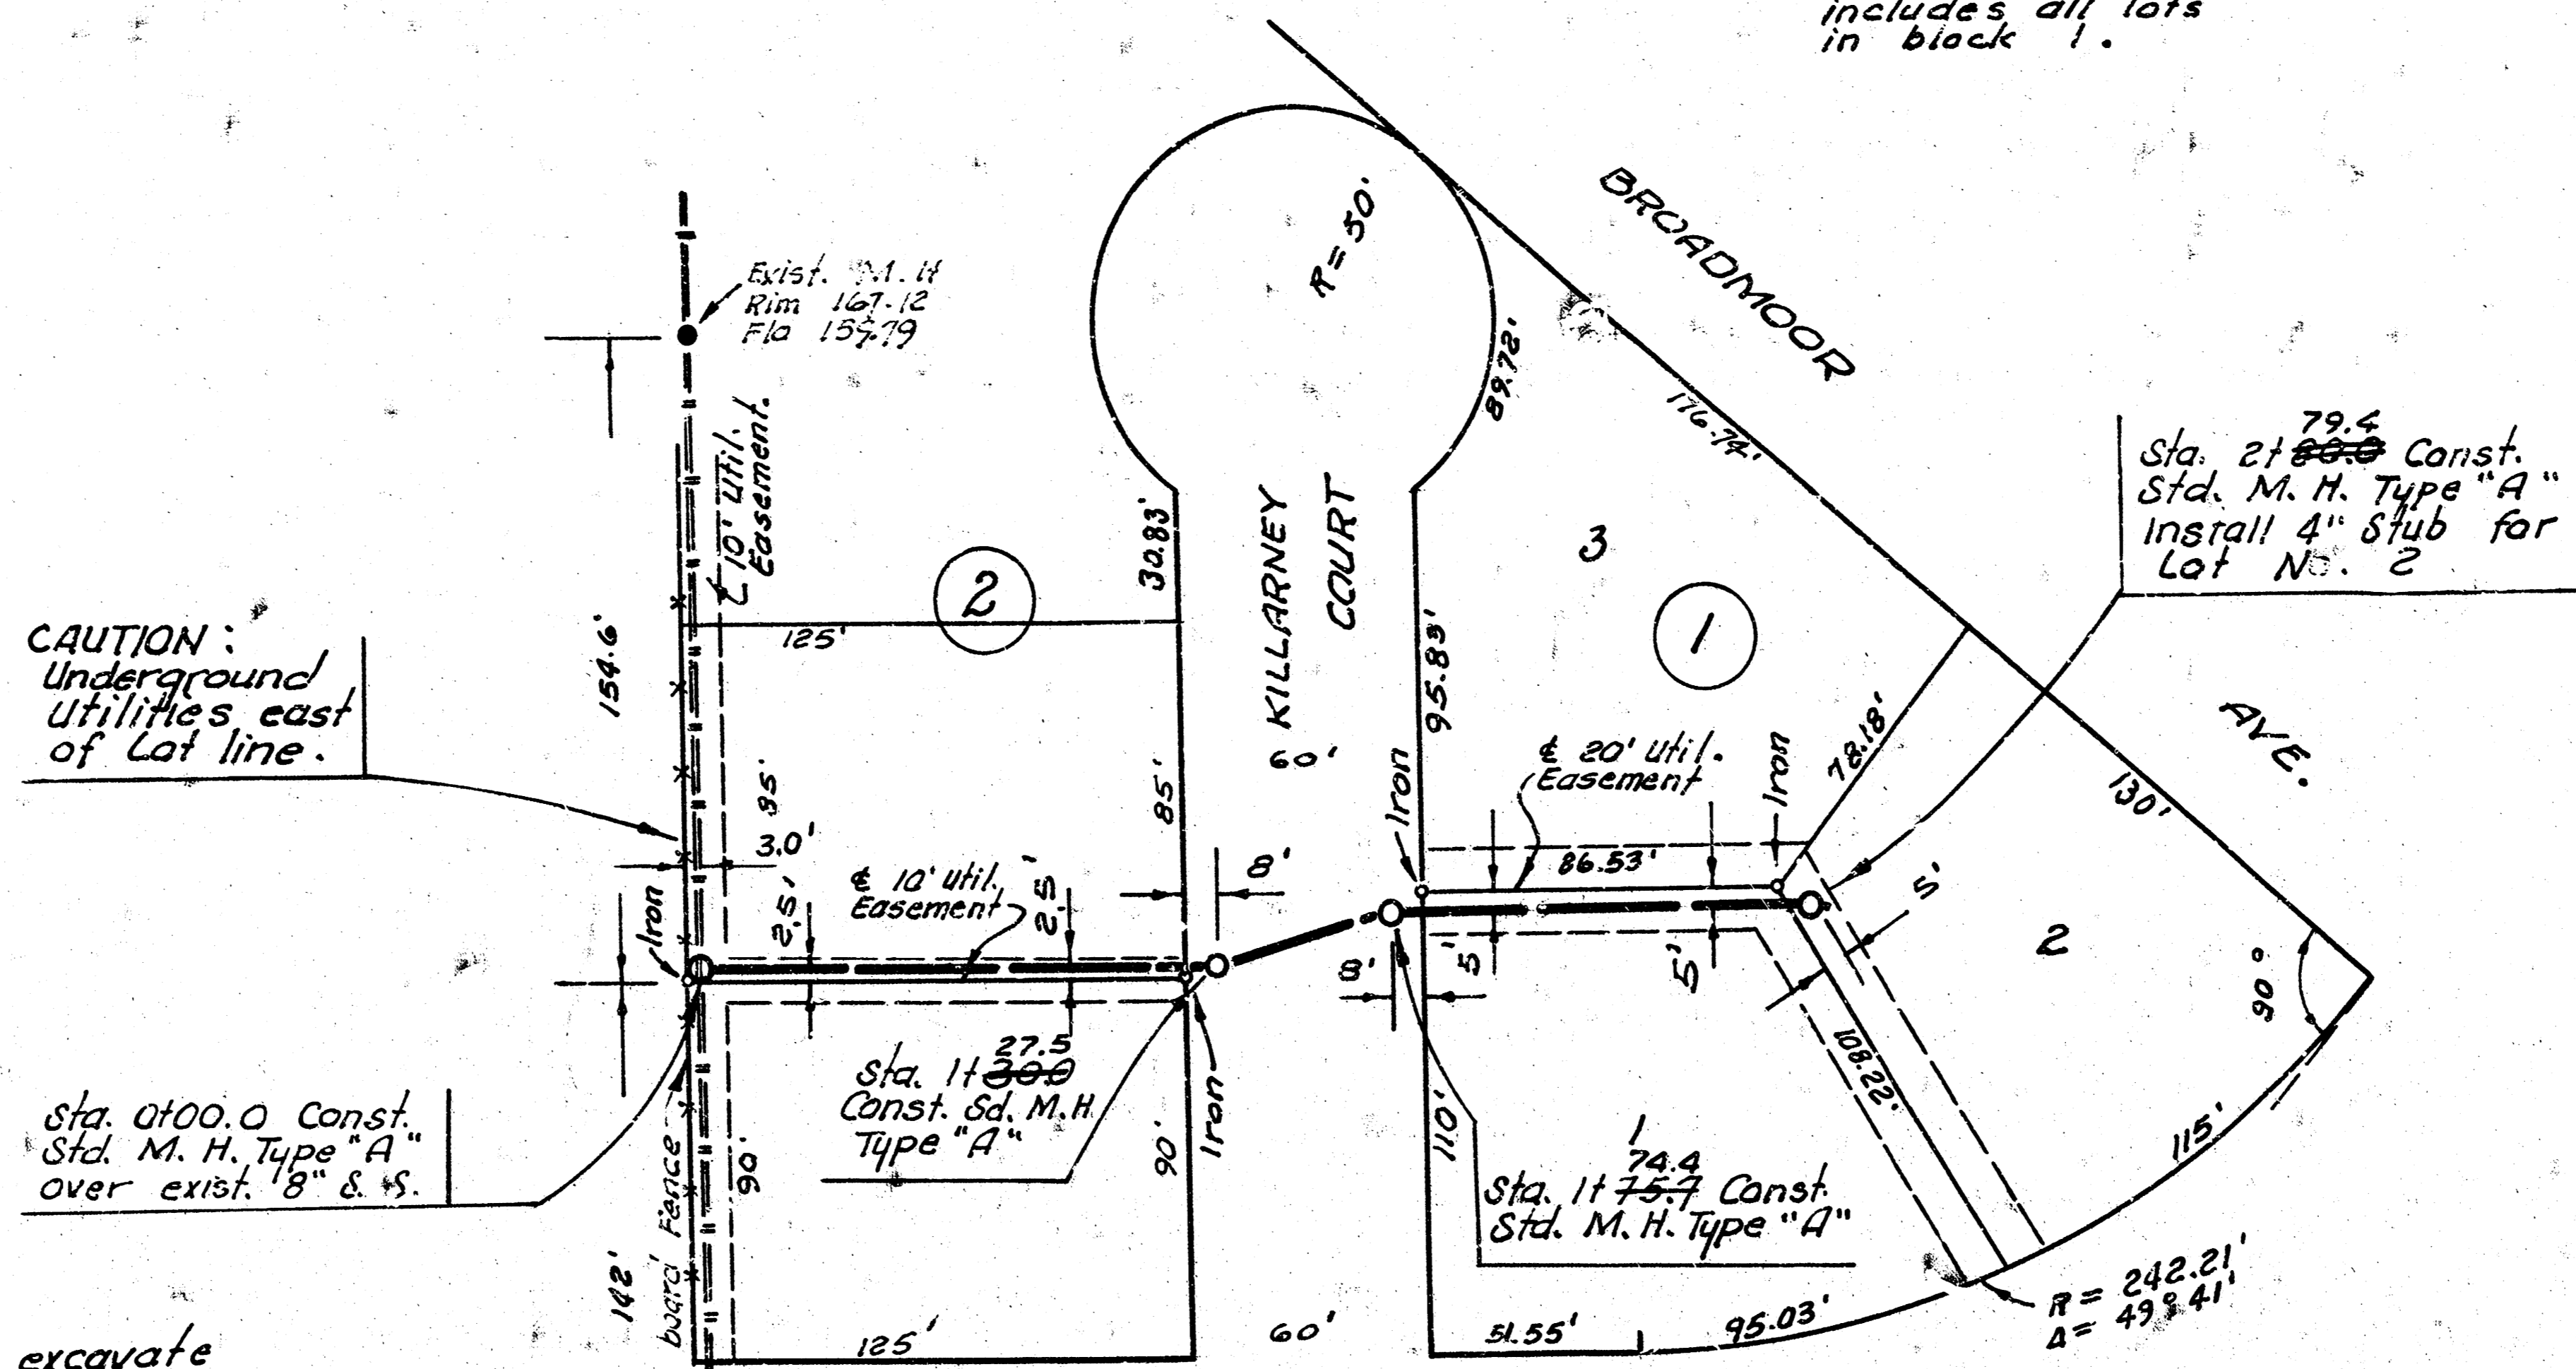 includes all lots
in block 1.
R=50'
BROADMOOR
Exist. M.H
Rim 167.12
Fla
89.72'
176.74'
10' Util.
Easement.
79.4
Sta. 2+80.0 Const.
Std. M. H. Type "A"
Install 4" Stub for
Lot No. 2
30.83'
KILLARNEY
COURT
3
2
1
125'
CAUTION:
Underground
Utilities east
of Lot line.
154.6'
95.83'
AVE.
78.18'
85'
85'
60'
Iron
℄ 20' Util.
Easement
Iron
130'
3.0'
8'
86.53'
5'
Iron
2.5'
℄ 10' Util.
Easement
2.5'
2
8'
5'
5'
90°
27.5
Sta. 1+30.0
Const. Sd. M.H
Type "A"
108.22'
Sta. 0+00.0 Const.
Std. M. H. Type "A"
over exist. 8" S. S.
board Fence
90'
90'
Iron
110'
1
115'
74.4
Sta. 1+75.7 Const.
Std. M. H. Type "A"
142'
R= 242.21'
Δ= 49°41'
125'
60'
51.55'
95.03'
excavate